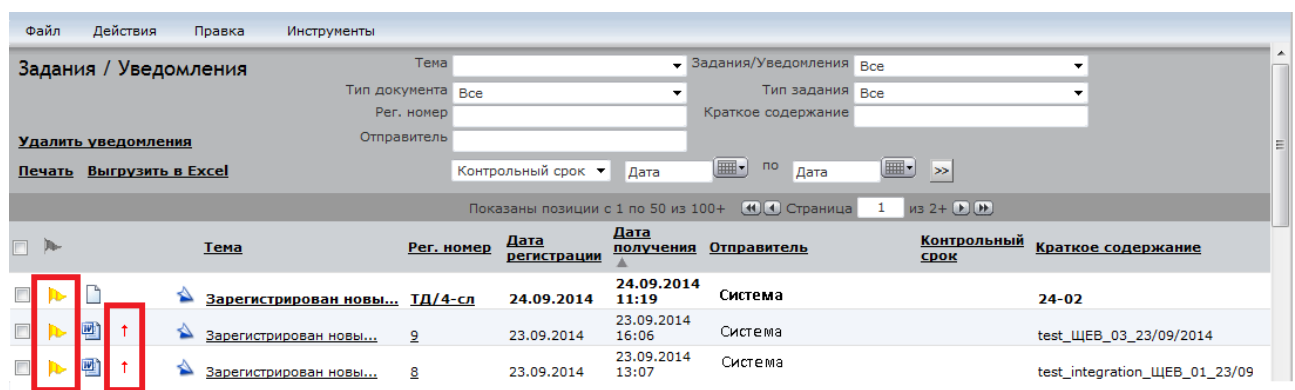 Файл Действия Правка Инструменты
Задания / Уведомления Тема Задания/Уведомления Все
Тип документа Все Тип задания Все
Рег. номер Краткое содержание
Удалить уведомления Отправитель
Печать Выгрузить в Excel Контрольный срок Дата по Дата >>
Показаны позиции с 1 по 50 из 100+ Страница 1 из 2+
Тема Рег. номер Дата регистрации Дата получения Отправитель Контрольный срок Краткое содержание
Зарегистрирован новы... ТД/4-сл 24.09.2014 24.09.2014 11:19 Система 24-02
Зарегистрирован новы... 9 23.09.2014 23.09.2014 16:06 Система test_ЩЕВ_03_23/09/2014
Зарегистрирован новы... 8 23.09.2014 23.09.2014 13:07 Система test_integration_ЩЕВ_01_23/09